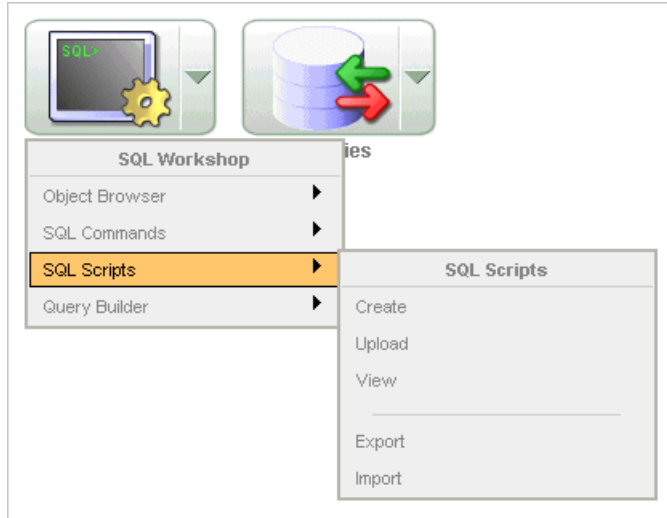 SQL>
SQL Workshop
ies
Object Browser
SQL Commands
SQL Scripts
Query Builder
SQL Scripts
Create
Upload
View
Export
Import